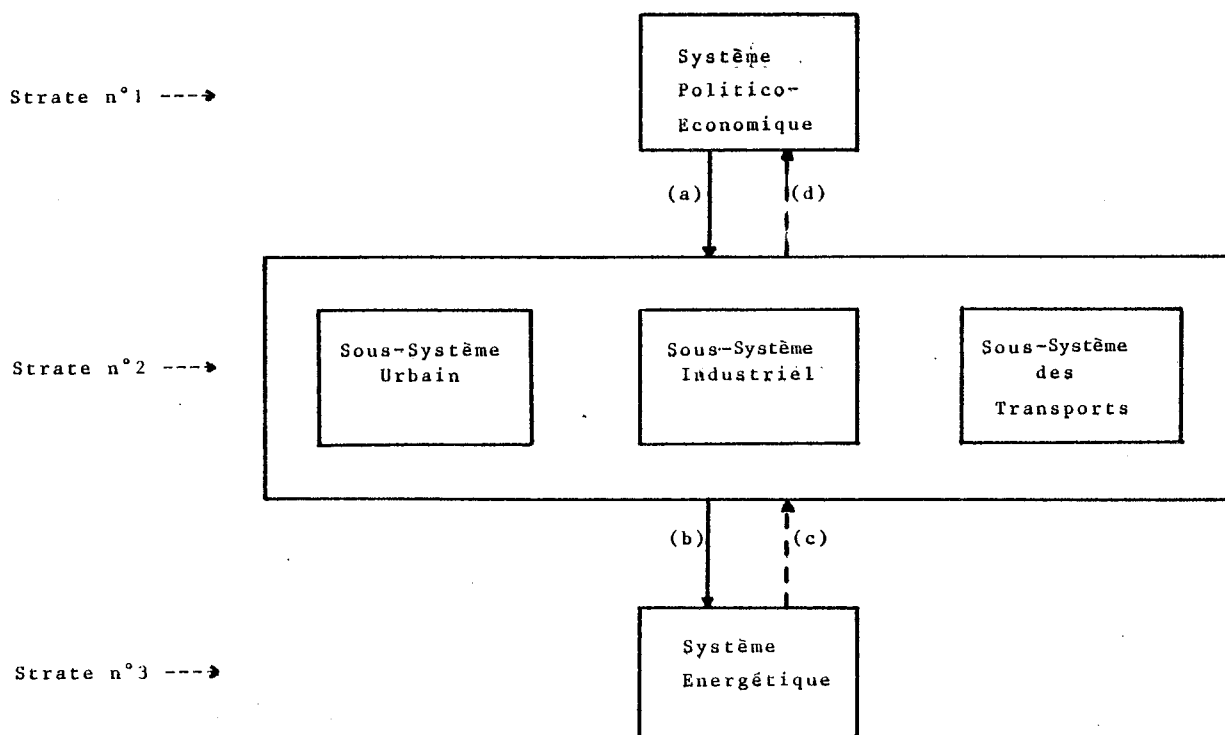 Système
Strate n°1 ---->
Politico-
Economique
(a)
(d)
Sous-Système
Urbain
Sous-Système
Industriel
Sous-Système
des
Transports
Strate n°2 ---->
(b)
(c)
Système
Energétique
Strate n°3 ---->